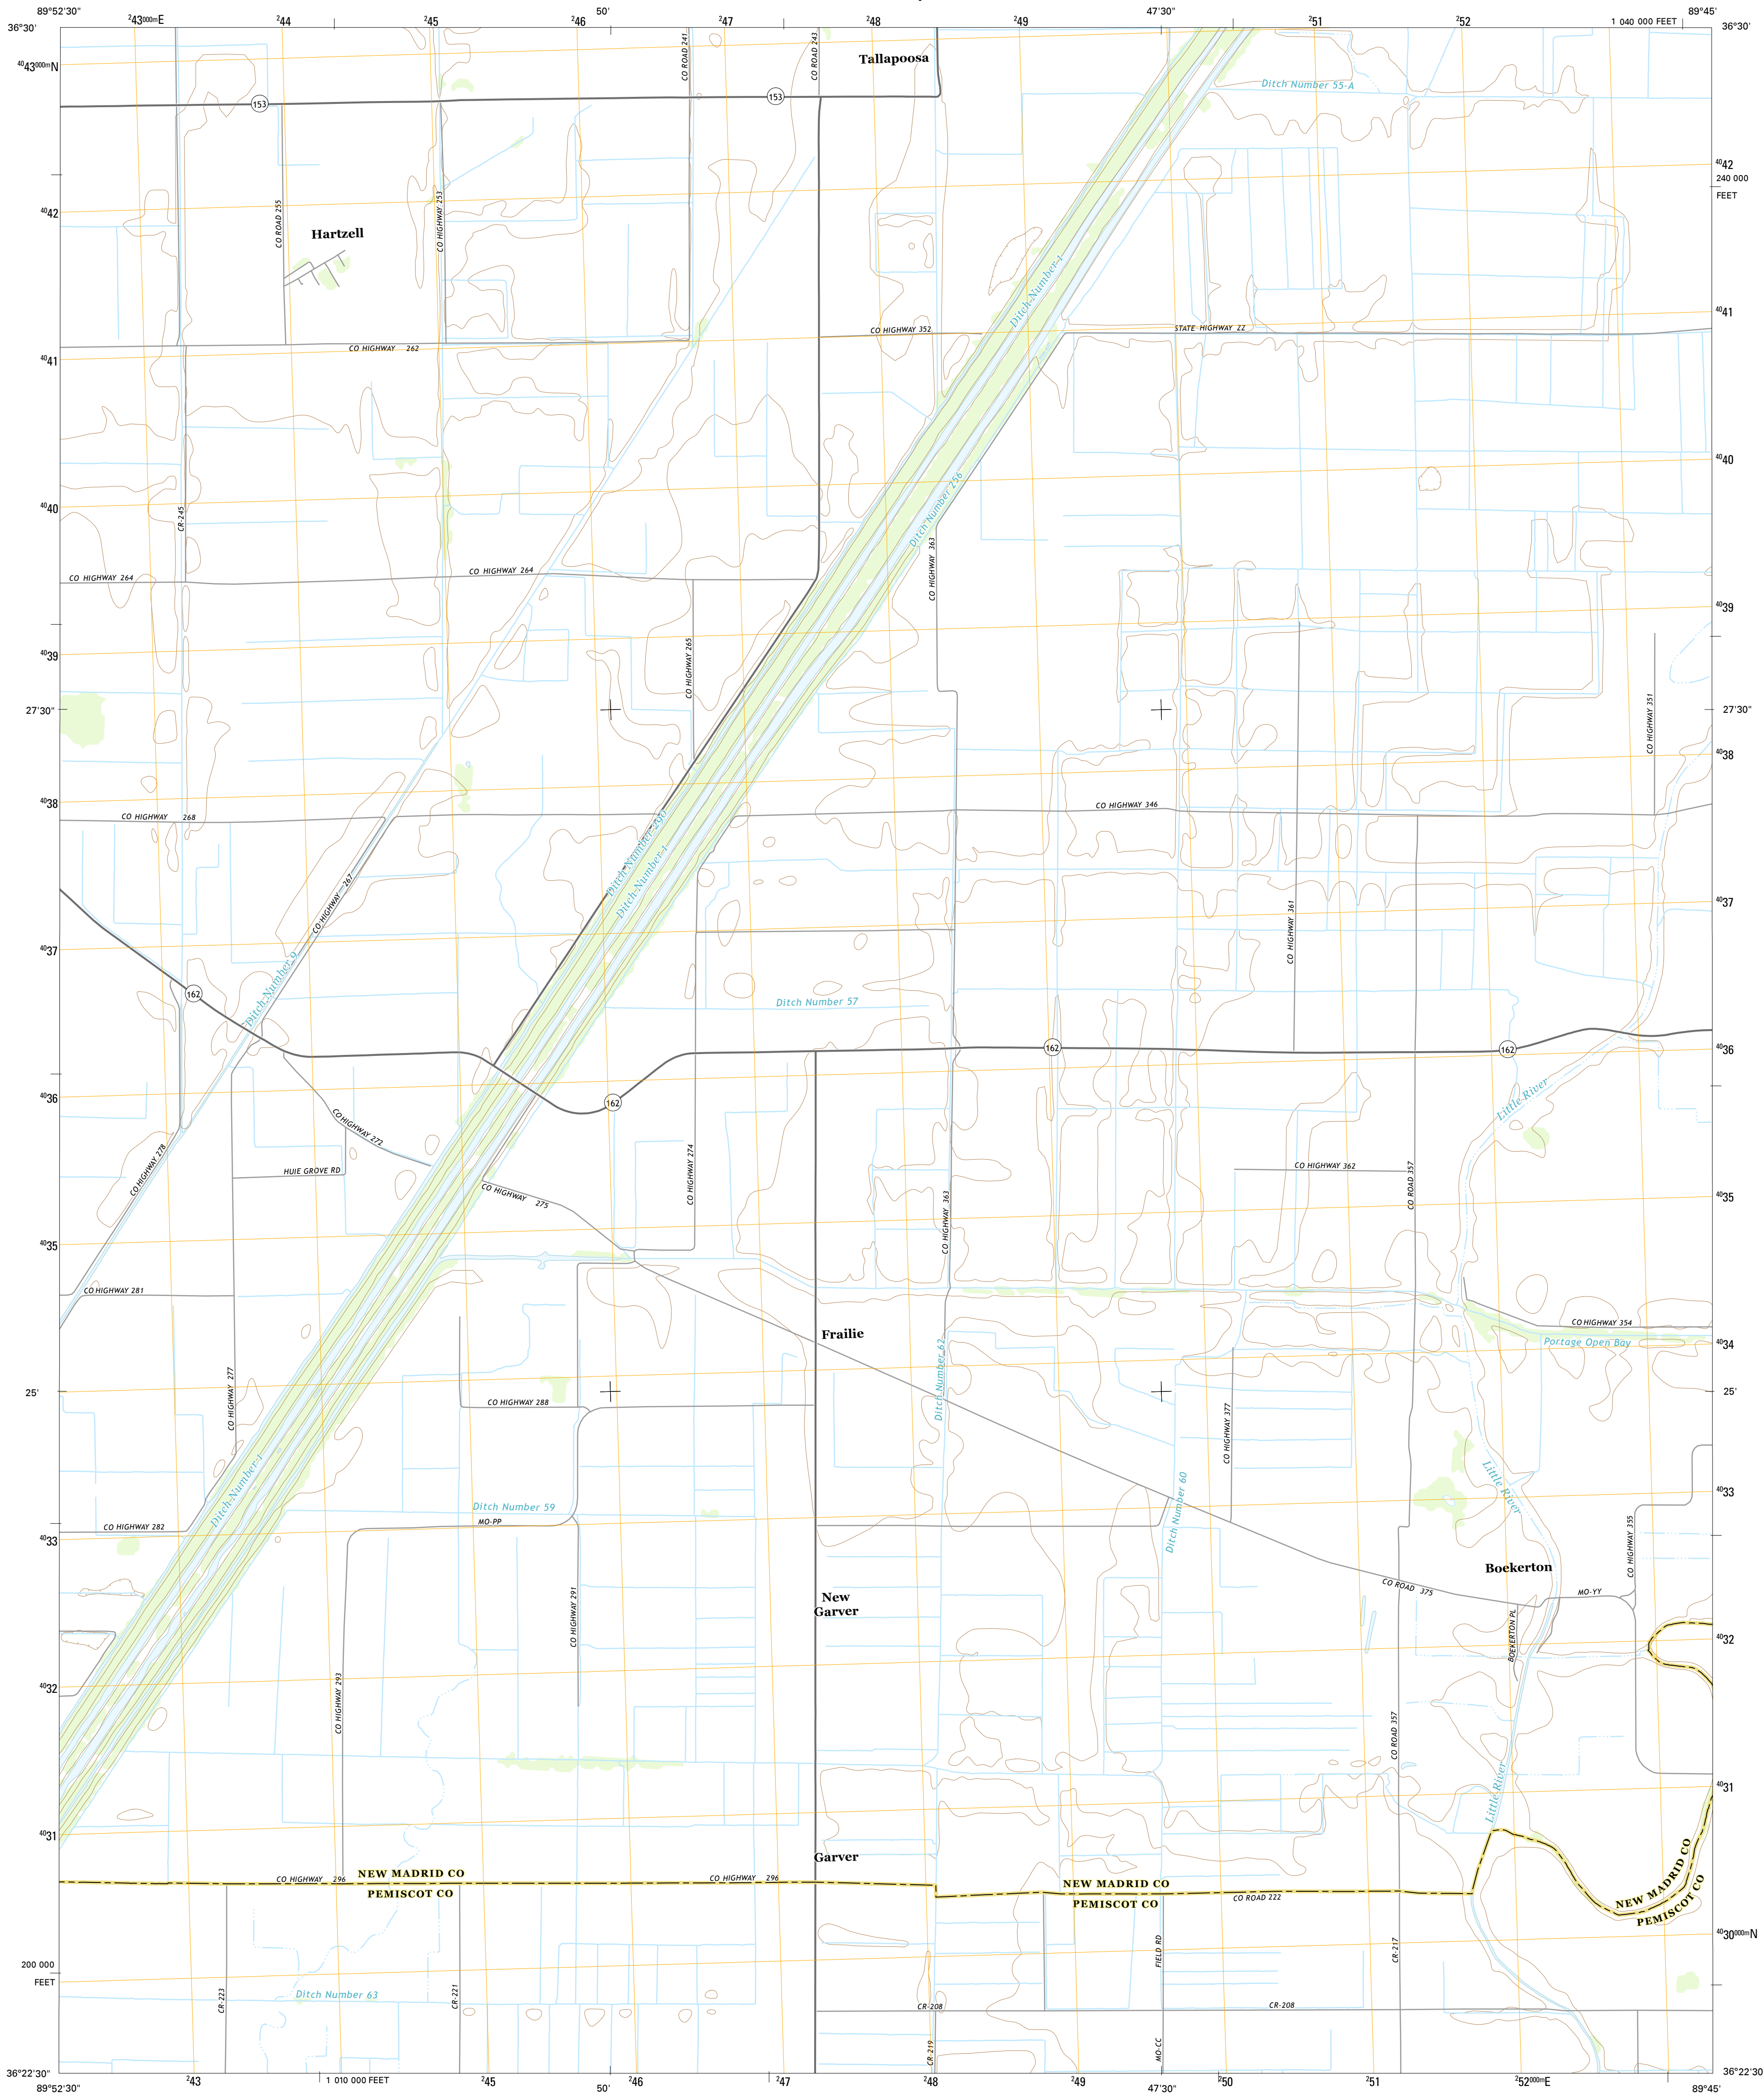 89°52'30"
²43000mE
²44
²45
²46
50'
²47
²48
²49
47'30"
²51
²52
1 040 000 FEET
89°45'
36°30'
36°30'
4043000mN
CO ROAD 241
CO ROAD 243
Tallapoosa
153
153
Ditch Number 55-A
4042
240 000
FEET
4042
CO ROAD 255
CO HIGHWAY 253
Hartzell
Ditch Number 1
4041
CO HIGHWAY 352
STATE HIGHWAY ZZ
4041
CO HIGHWAY 262
4040
4040
CR-245
Ditch Number 256
CO HIGHWAY 363
CO HIGHWAY 264
CO HIGHWAY 264
4039
4039
CO HIGHWAY 265
27'30"
27'30"
CO HIGHWAY 351
4038
4038
CO HIGHWAY 268
CO HIGHWAY 346
Ditch Number 290
Ditch Number 1
CO HIGHWAY 267
4037
4037
CO HIGHWAY 361
Ditch Number 9
162
Ditch Number 57
162
162
4036
4036
162
Little River
CO HIGHWAY 272
CO HIGHWAY 278
HUIE GROVE RD
CO HIGHWAY 274
CO HIGHWAY 362
CO ROAD 357
CO HIGHWAY 275
CO HIGHWAY 363
4035
4035
CO HIGHWAY 281
CO HIGHWAY 354
Frailie
Portage Open Bay
4034
4034
25'
25'
CO HIGHWAY 277
Ditch Number 62
CO HIGHWAY 288
CO HIGHWAY 377
Ditch Number 1
Little River
Ditch Number 60
4033
Ditch Number 59
MO-PP
CO HIGHWAY 282
4033
CO HIGHWAY 355
Boekerton
CO ROAD 375
MO-YY
New
Garver
CO HIGHWAY 291
BOEKERTON PL
4032
4032
CO HIGHWAY 293
CO ROAD 357
Little River
4031
4031
Garver
NEW MADRID CO
CO HIGHWAY 296
CO HIGHWAY 296
PEMISCOT CO
NEW MADRID CO
PEMISCOT CO
CO ROAD 222
NEW MADRID CO
PEMISCOT CO
4030000mN
FIELD RD
CR-217
200 000
FEET
CR-223
CR-221
Ditch Number 63
CR-208
CR-208
CR-219
MO-CC
36°22'30"
36°22'30"
²43
1 010 000 FEET
²45
²46
²47
²48
²49
47'30"
²50
²51
²52000mE
89°52'30"
50'
89°45'